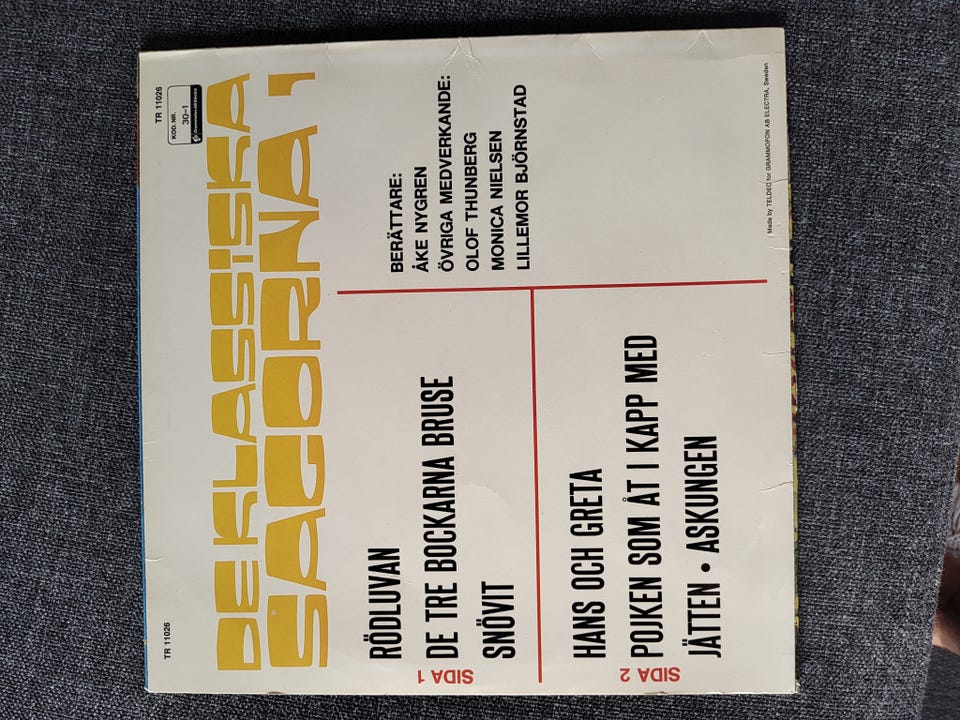 TR 11026
TR 11026
KOD. NR.
30-1
DE KLASSISKA
SAGORNA 1
SIDA 1
RÖDLUVAN
DE TRE BOCKARNA BRUSE
SNÖVIT
BERÄTTARE:
ÅKE NYGREN
ÖVRIGA MEDVERKANDE:
OLOF THUNBERG
MONICA NIELSEN
LILLEMOR BJÖRNSTAD
SIDA 2
HANS OCH GRETA
POJKEN SOM ÅT I KAPP MED
JÄTTEN • ASKUNGEN
Made by TELDEC for GRAMMOFON AB ELECTRA, Sweden